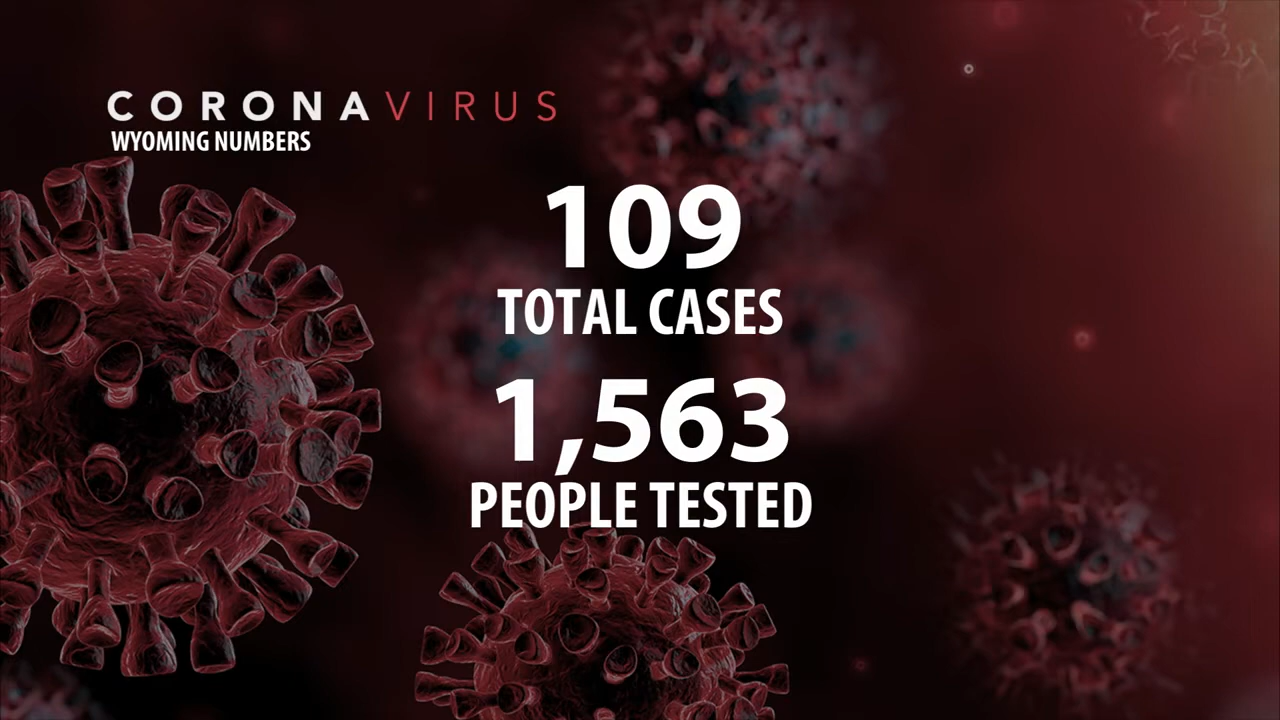 CORONAVIRUS
WYOMING NUMBERS
109
TOTAL CASES
1,563
PEOPLE TESTED